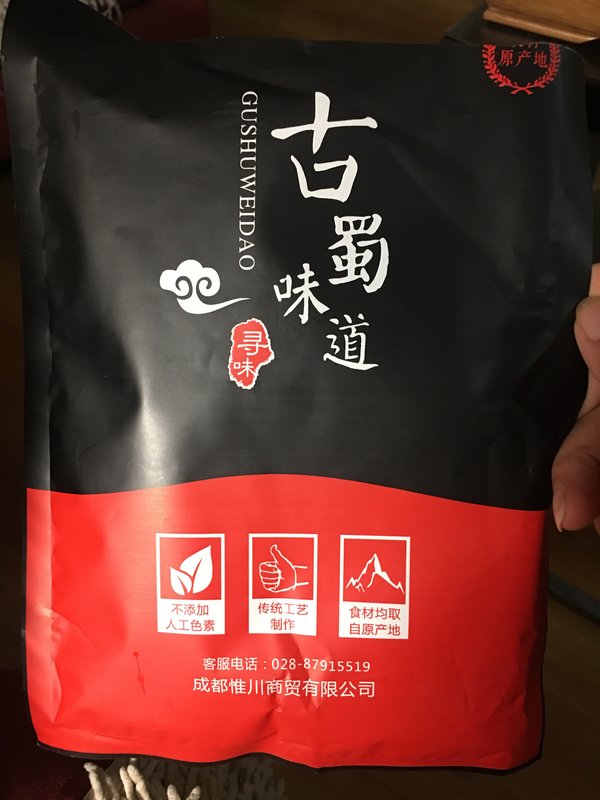 原产地
GUSHUWEIDAO
古蜀味道
寻味
不添加
人工色素
传统工艺
制作
食材均取
自原产地
客服电话：028-87915519
成都惟川商贸有限公司